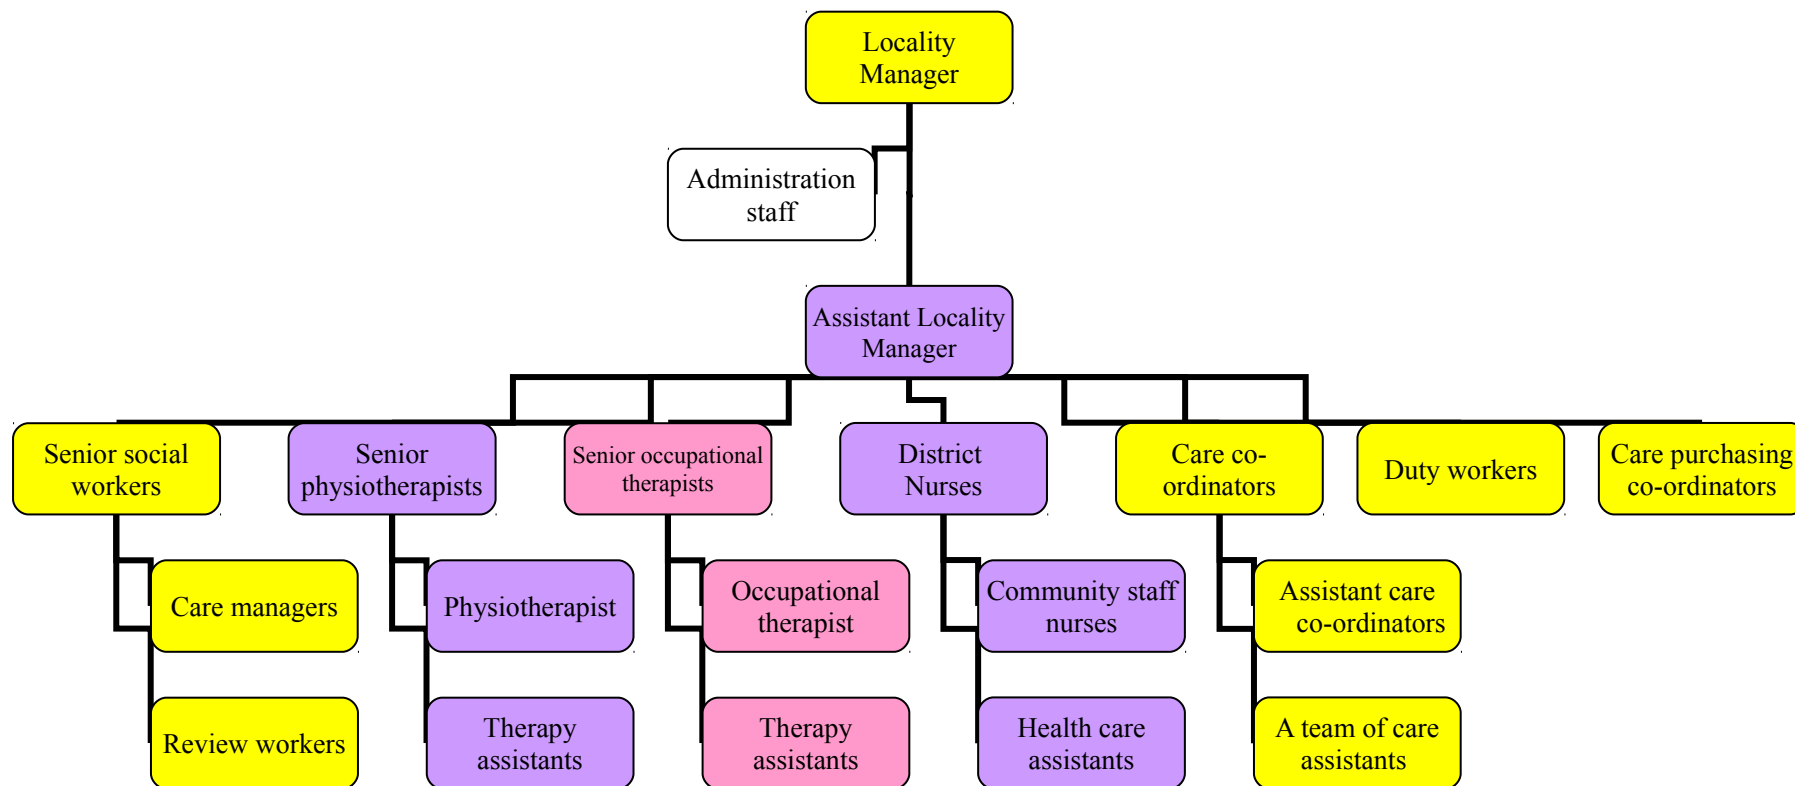 Locality
Manager
Administration
staff
Assistant Locality
Manager
Senior social
workers
Senior
physiotherapists
Senior occupational
therapists
District
Nurses
Care co-
ordinators
Duty workers
Care purchasing
co-ordinators
Care managers
Physiotherapist
Occupational
therapist
Community staff
nurses
Assistant care
co-ordinators
Review workers
Therapy
assistants
Therapy
assistants
Health care
assistants
A team of care
assistants